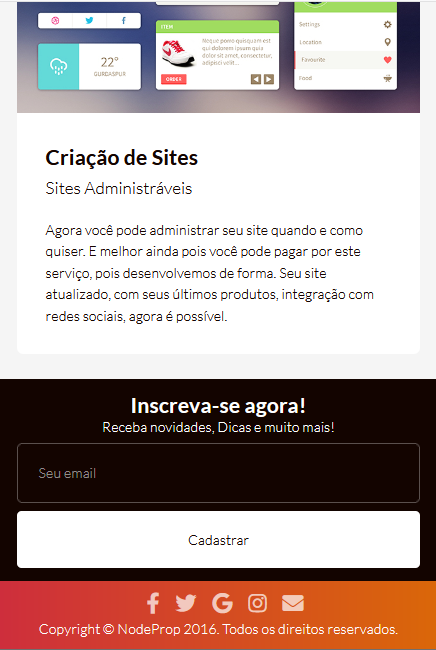 ITEM
Neque porro quisquam est
qui dolorem ipsum quia
dolor sit amet, consectetur,
adipisci velit...
ORDER
22°
GURDASPUR
Settings
Location
Favourite
Food
Criação de Sites
Sites Administráveis
Agora você pode administrar seu site quando e como
quiser. E melhor ainda pois você pode pagar por este
serviço, pois desenvolvemos de forma. Seu site
atualizado, com seus últimos produtos, integração com
redes sociais, agora é possível.
Inscreva-se agora!
Receba novidades, Dicas e muito mais!
Seu email
Cadastrar
Copyright © NodeProp 2016. Todos os direitos reservados.